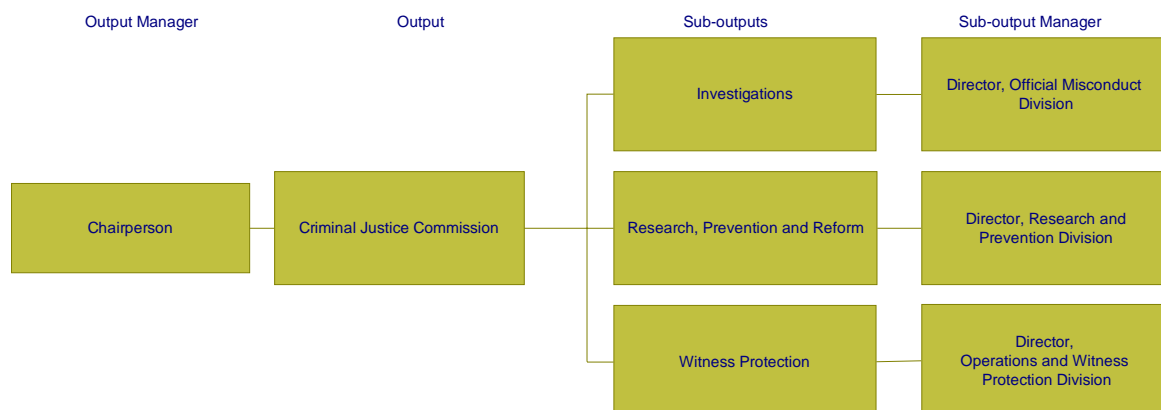 Output Manager
Output
Sub-outputs
Sub-output Manager
Investigations
Director, Official Misconduct
Division
Chairperson
Criminal Justice Commission
Research, Prevention and Reform
Director, Research and
Prevention Division
Witness Protection
Director,
Operations and Witness
Protection Division